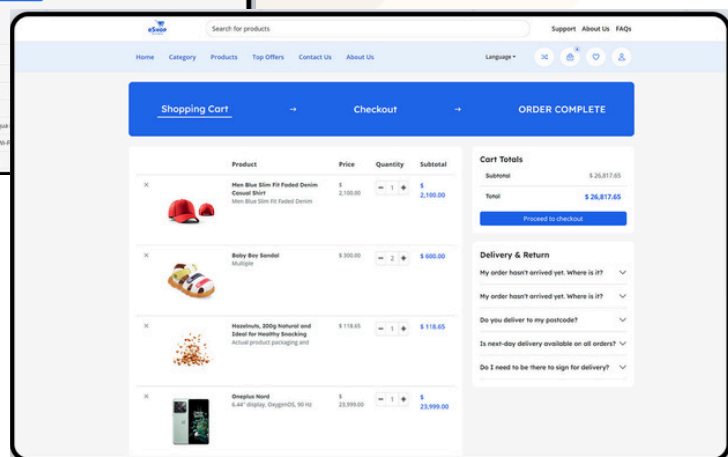 eSHOP
Search for products
Support About Us FAQs
Home Category Products Top Offers Contact Us About Us
Language
4
Shopping Cart → Checkout → ORDER COMPLETE
Product Price Quantity Subtotal
× Men Blue Slim Fit Faded Denim Casual Shirt
Men Blue Slim Fit Faded Denim
$ 2,100.00
− 1 +
$ 2,100.00
× Baby Boy Sandal
Multiple
$ 300.00
− 2 +
$ 600.00
× Hazelnuts, 200g Natural and Ideal for Healthy Snacking
Actual product packaging and
$ 118.65
− 1 +
$ 118.65
× Oneplus Nord
6.44" display, OxygenOS, 90 Hz
$ 23,999.00
− 1 +
$ 23,999.00
Cart Totals
Subtotal $ 26,817.65
Total $ 26,817.65
Proceed to checkout
Delivery & Return
My order hasn't arrived yet. Where is it?
My order hasn't arrived yet. Where is it?
Do you deliver to my postcode?
Is next-day delivery available on all orders?
Do I need to be there to sign for delivery?